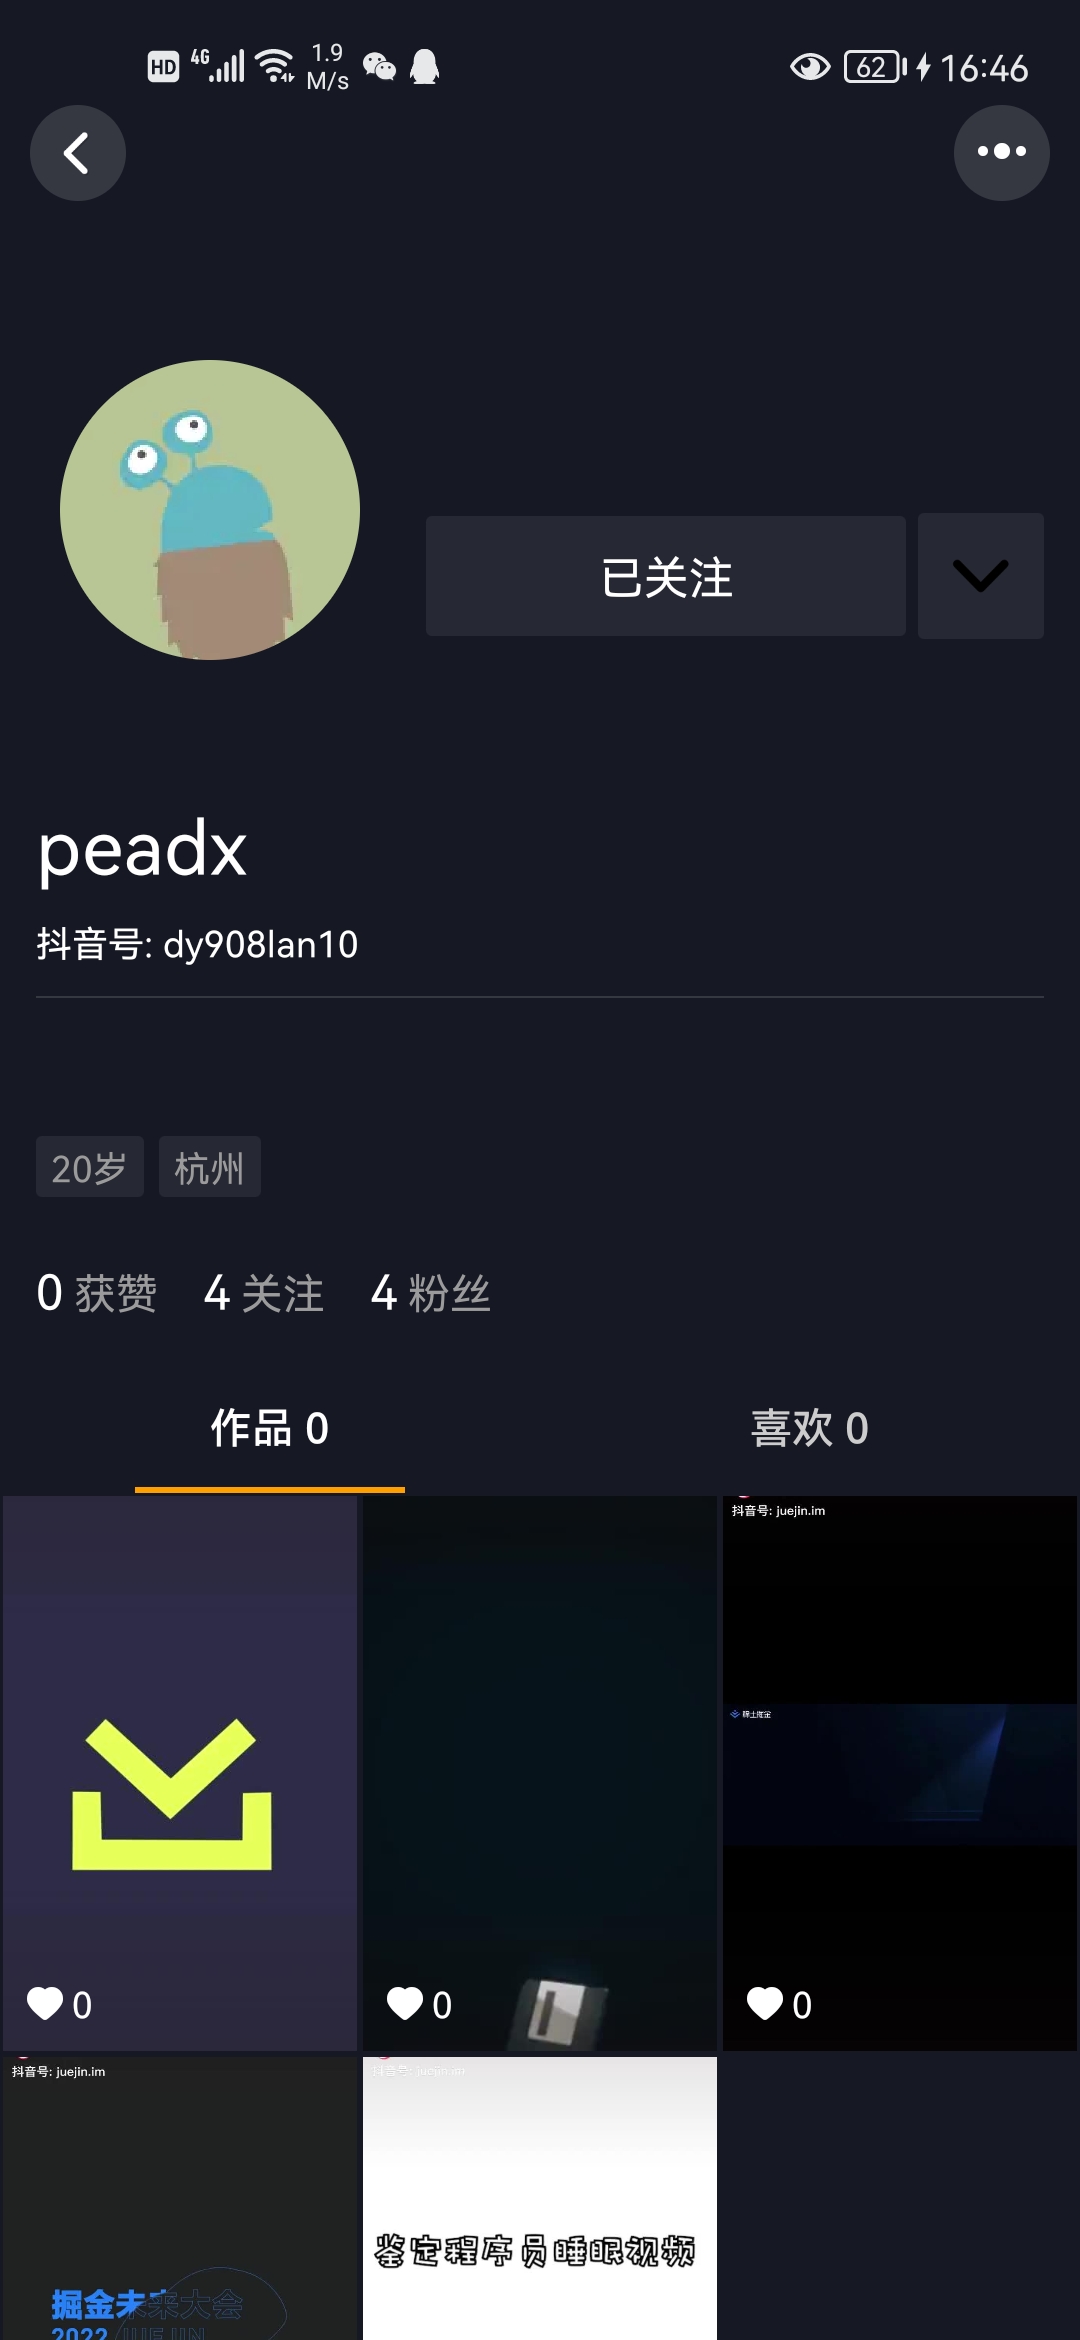 HD 4G 1.9 M/s 62 16:46
已关注
peadx
抖音号: dy908lan10
20岁 杭州
0 获赞 4 关注 4 粉丝
作品 0 喜欢 0
抖音号: juejin.im
稀土掘金
0 0 0
抖音号: juejin.im 抖音号: juejin.im
鉴定程序员睡眠视频
掘金未来大会
2022 JUEJIN